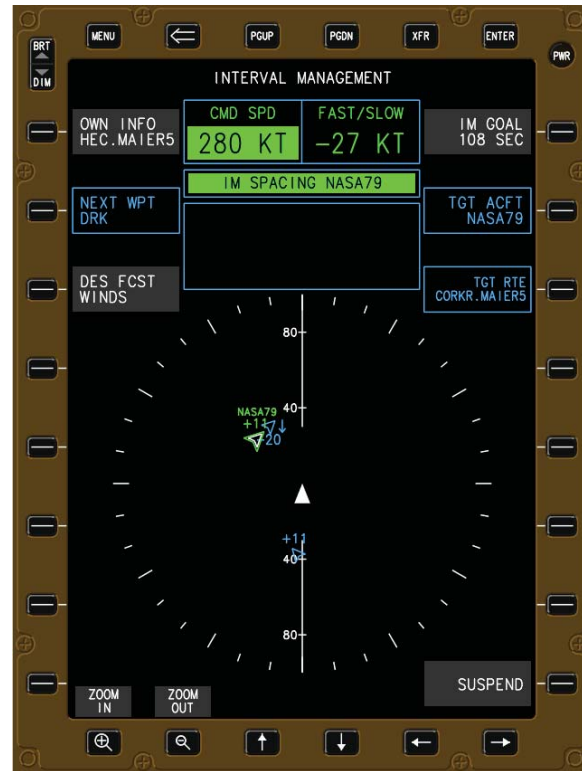 MENU
PGUP
PGDN
XFR
ENTER
BRT
DIM
PWR
INTERVAL MANAGEMENT
OWN INFO
HEC.MAIER5
CMD SPD
280 KT
FAST/SLOW
-27 KT
IM GOAL
108 SEC
IM SPACING NASA79
NEXT WPT
DRK
TGT ACFT
NASA79
DES FCST
WINDS
TGT RTE
CORKR.MAIER5
80
40
NASA79
+11
-20
+11
40
80
SUSPEND
ZOOM
IN
ZOOM
OUT